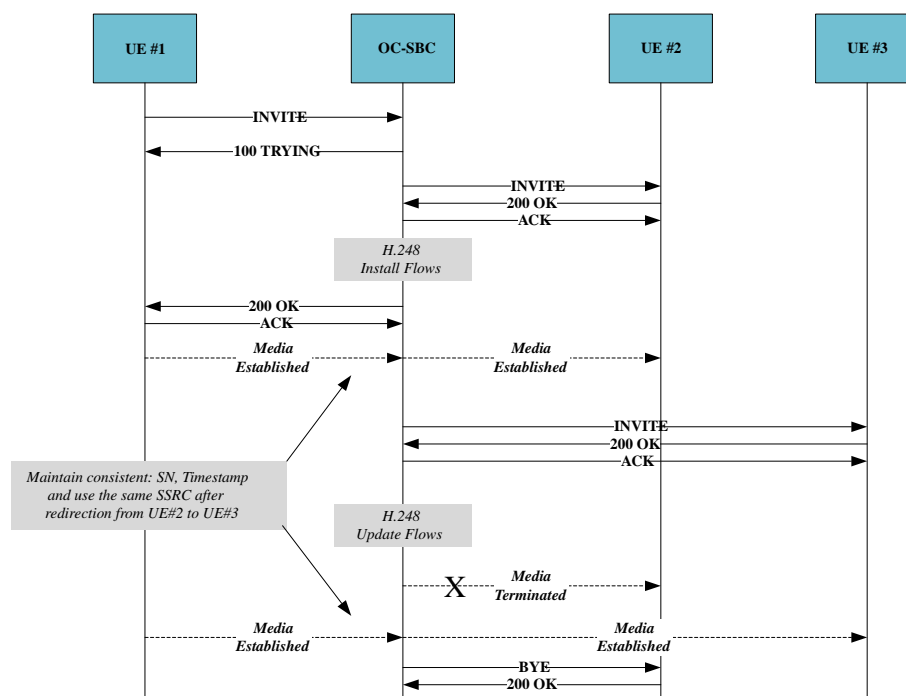 UE #1
OC-SBC
UE #2
UE #3
INVITE
100 TRYING
INVITE
200 OK
ACK
H.248
Install Flows
200 OK
ACK
Media
Established
Media
Established
INVITE
200 OK
ACK
Maintain consistent: SN, Timestamp
and use the same SSRC after
redirection from UE#2 to UE#3
H.248
Update Flows
X
Media
Terminated
Media
Established
Media
Established
BYE
200 OK